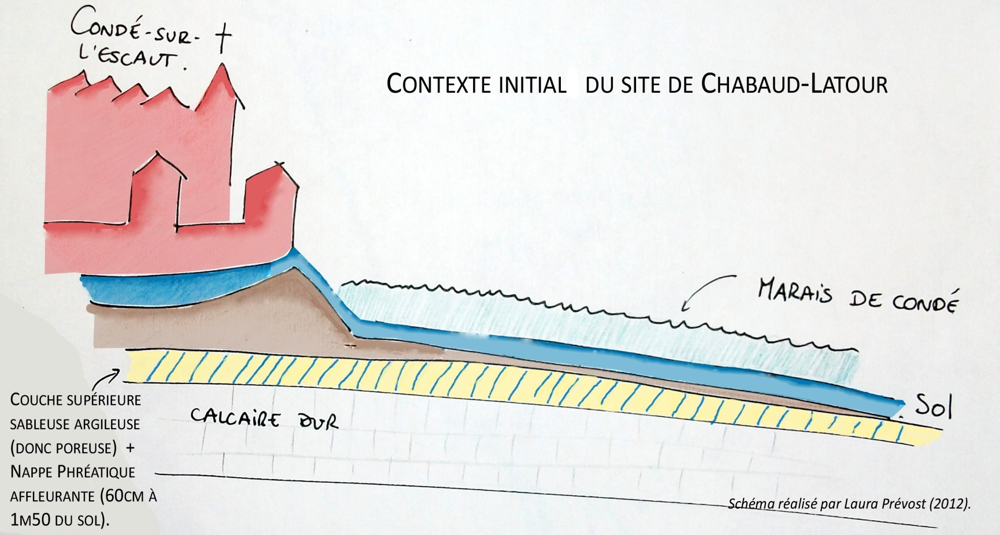 Condé-sur-
l'Escaut.
Contexte initial du site de Chabaud-Latour
Marais de Condé
Sol
Couche supérieure
sableuse argileuse
(donc poreuse) +
Nappe Phréatique
affleurante (60cm à
1m50 du sol).
Calcaire dur
Schéma réalisé par Laura Prévost (2012).